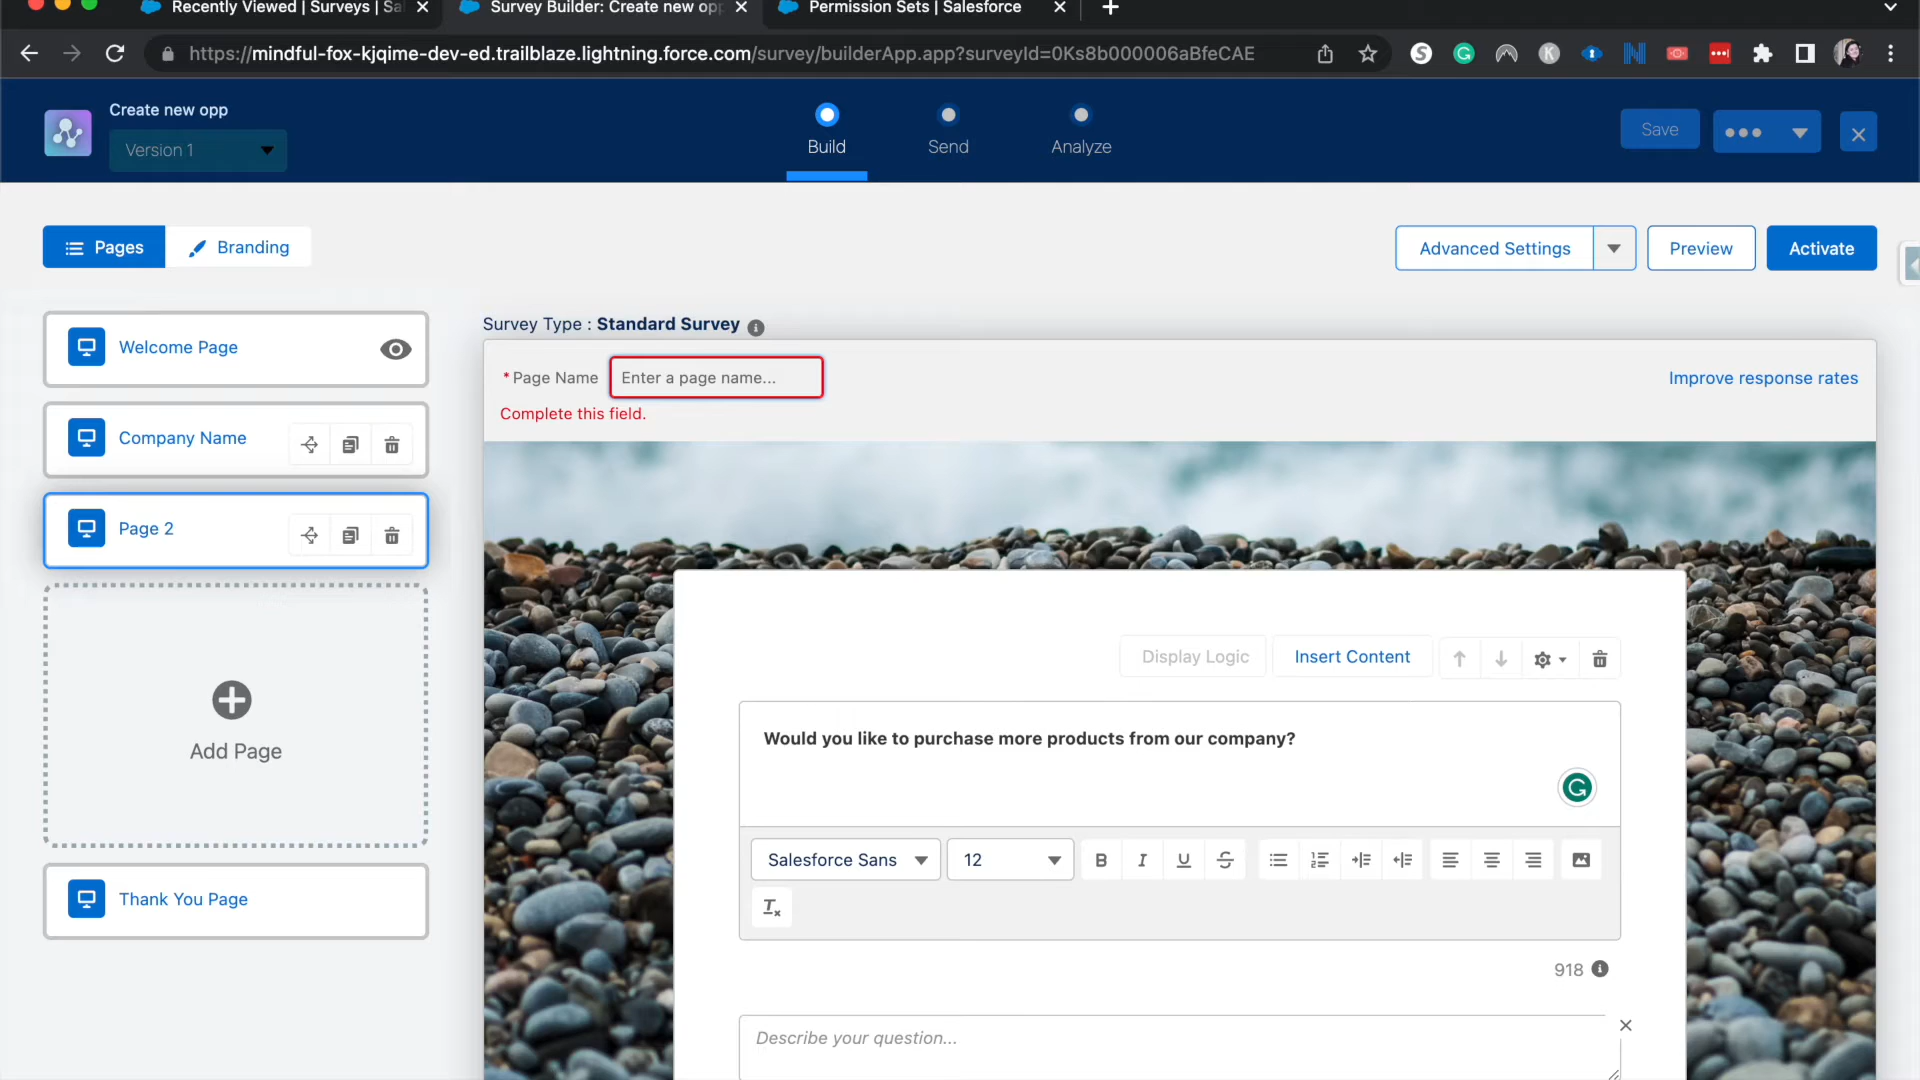 Recently Viewed | Surveys | Sal
Survey Builder: Create new opp
Permission Sets | Salesforce
https://mindful-fox-kjqime-dev-ed.trailblaze.lightning.force.com/survey/builderApp.app?surveyId=0Ks8b000006aBfeCAE
Create new opp
Version 1
Build
Send
Analyze
Save
Pages
Branding
Advanced Settings
Preview
Activate
Welcome Page
Company Name
Page 2
Add Page
Thank You Page
Survey Type : Standard Survey
*Page Name
Enter a page name...
Improve response rates
Complete this field.
Display Logic
Insert Content
Would you like to purchase more products from our company?
Salesforce Sans
12
918
Describe your question...